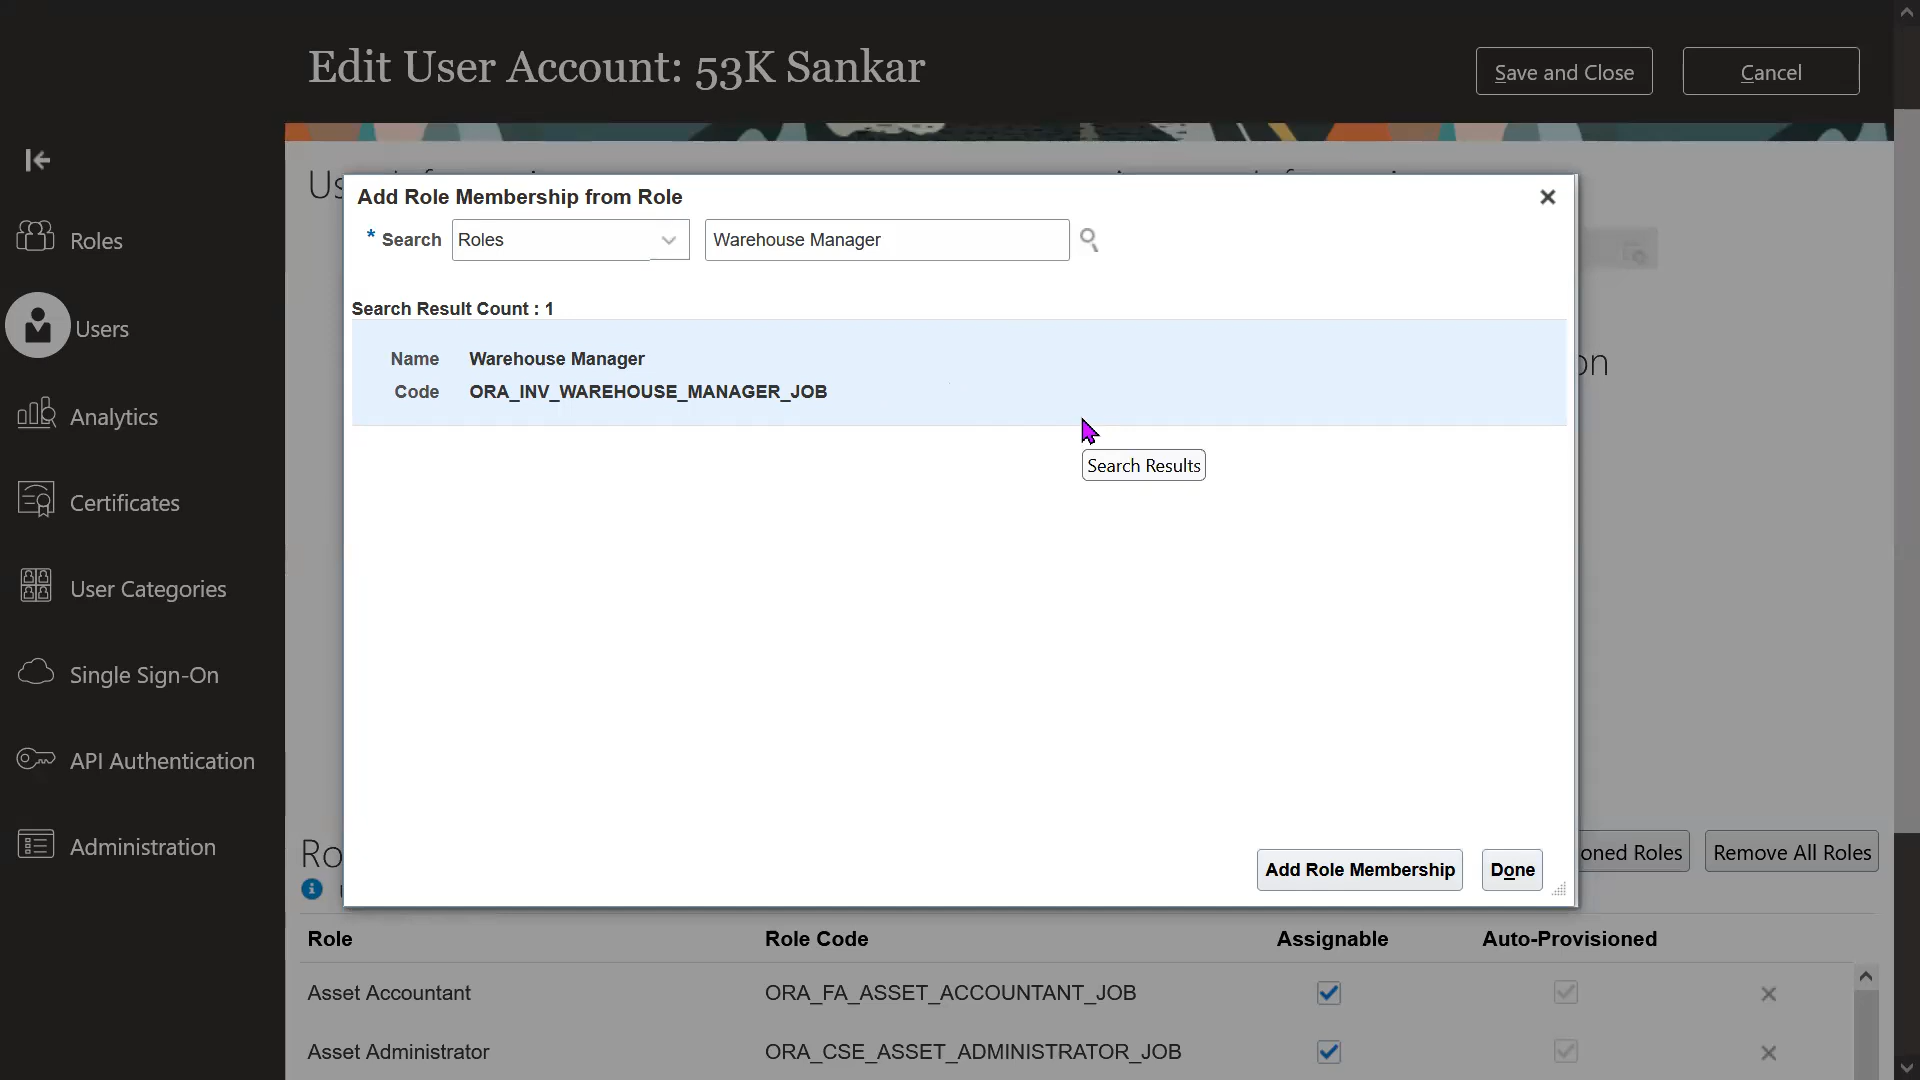 Edit User Account: 53K Sankar
Save and Close
Cancel
Roles
Users
Analytics
Certificates
User Categories
Single Sign-On
API Authentication
Administration
Add Role Membership from Role
* Search Roles Warehouse Manager
Search Result Count : 1
Name Warehouse Manager
Code ORA_INV_WAREHOUSE_MANAGER_JOB
Search Results
Add Role Membership
Done
oned Roles
Remove All Roles
Role Role Code Assignable Auto-Provisioned
Asset Accountant ORA_FA_ASSET_ACCOUNTANT_JOB
Asset Administrator ORA_CSE_ASSET_ADMINISTRATOR_JOB